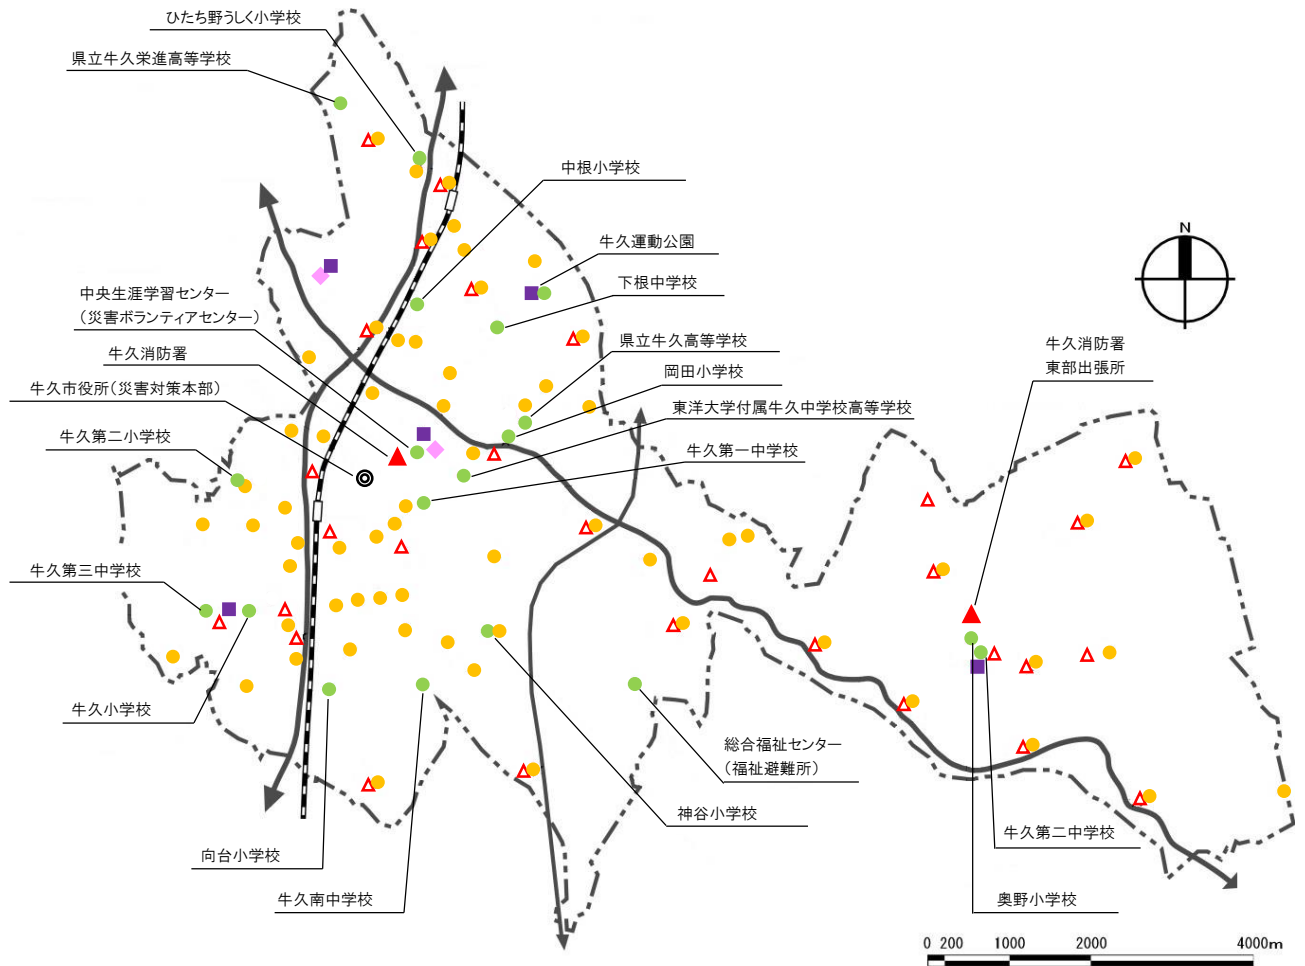 ひたち野うしく小学校
県立牛久栄進高等学校
中根小学校
N
牛久運動公園
下根中学校
中央生涯学習センター
（災害ボランティアセンター）
県立牛久高等学校
牛久消防署
東部出張所
牛久消防署
岡田小学校
牛久市役所（災害対策本部）
東洋大学付属牛久中学校高等学校
牛久第二小学校
牛久第一中学校
牛久第三中学校
牛久小学校
総合福祉センター
（福祉避難所）
神谷小学校
牛久第二中学校
向台小学校
牛久南中学校
奥野小学校
0 200 1000 2000 4000m